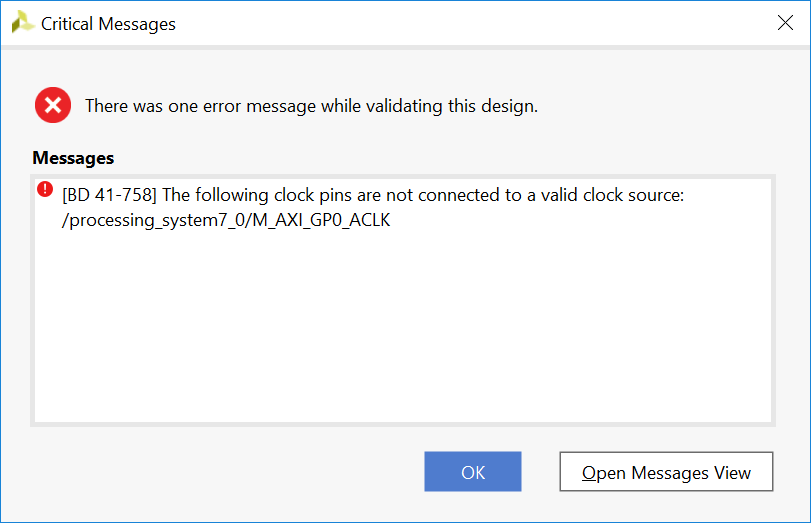 Critical Messages
There was one error message while validating this design.
Messages
[BD 41-758] The following clock pins are not connected to a valid clock source:
/processing_system7_0/M_AXI_GP0_ACLK
OK
Open Messages View